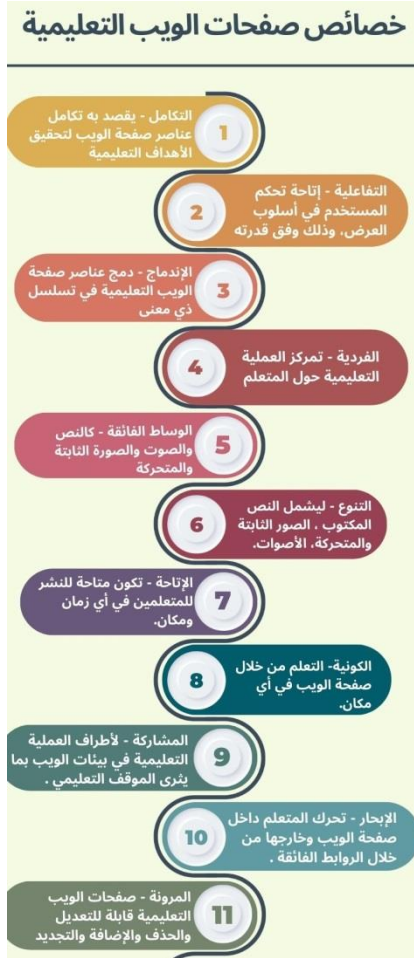 خصائص صفحات الويب التعليمية
التكامل - يقصد به تكامل
عناصر صفحة الويب لتحقيق
الأهداف التعليمية
1
التفاعلية - إتاحة تحكم
المستخدم في أسلوب
العرض، وذلك وفق قدرته
2
الإندماج - دمج عناصر صفحة
الويب التعليمية في تسلسل
ذي معنى
3
الفردية - تمركز العملية
التعليمية حول المتعلم
4
الوساط الفائقة - كالنص
والصوت والصورة الثابتة
والمتحركة
5
التنوع - ليشمل النص
المكتوب ، الصور الثابتة
والمتحركة، الأصوات.
6
الإتاحة - تكون متاحة للنشر
للمتعلمين في أي زمان
ومكان.
7
الكونية- التعلم من خلال
صفحة الويب في أي
مكان.
8
المشاركة - لأطراف العملية
التعليمية في بيئات الويب بما
يثرى الموقف التعليمي .
9
الإبحار - تحرك المتعلم داخل
صفحة الويب وخارجها من
خلال الروابط الفائقة .
10
المرونة - صفحات الويب
التعليمية قابلة للتعديل
والحذف والإضافة والتجديد
11